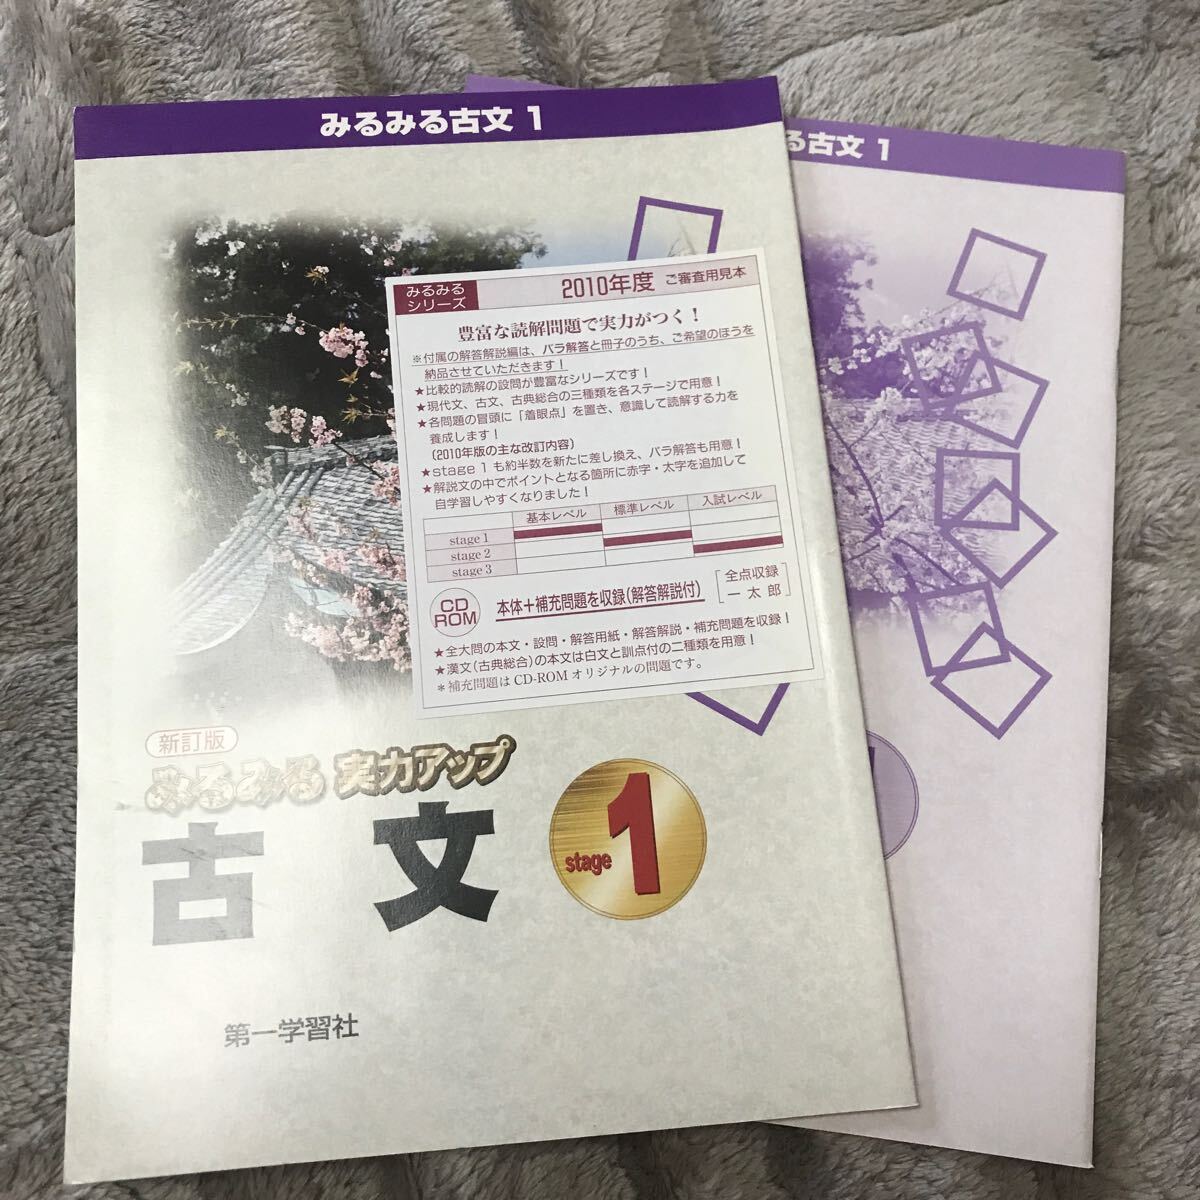 みるみる古文 1
る古文 1
みるみる
シリーズ
2010年度 ご審査用見本
豊富な読解問題で実力がつく！
※付属の解答解説編は、バラ解答と冊子のうち、ご希望のほうを
納品させていただきます！
★比較的読解の設問が豊富なシリーズです！
★現代文、古文、古典総合の三種類を各ステージで用意！
★各問題の冒頭に「着眼点」を置き、意識して読解する力を
養成します！
(2010年版の主な改訂内容)
★stage 1 も約半数を新たに差し換え、バラ解答も用意！
★解説文の中でポイントとなる箇所に赤字・太字を追加して
自学習しやすくなりました！
基本レベル 標準レベル 入試レベル
stage 1
stage 2
stage 3
CD
ROM
本体＋補充問題を収録(解答解説付)
全点収録
一太郎
★全大問の本文・設問・解答用紙・解答解説・補充問題を収録！
★漢文(古典総合)の本文は白文と訓点付の二種類を用意！
＊補充問題は CD-ROM オリジナルの問題です。
新訂版
みるみる 実力アップ
古文
stage 1
第一学習社